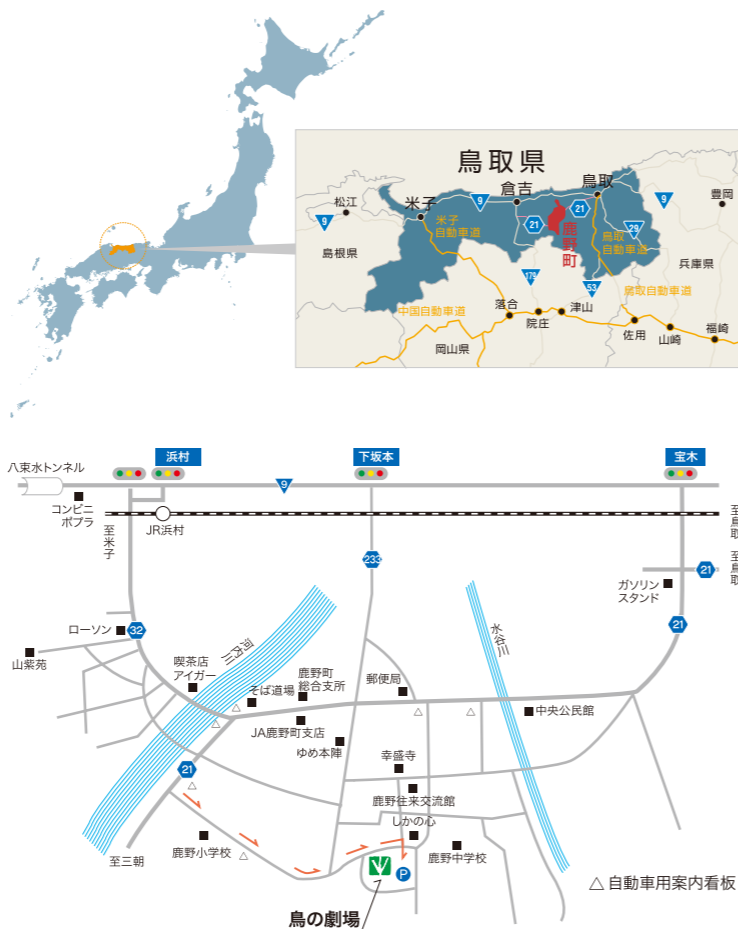 鳥取県
松江
米子
倉吉
鳥取
豊岡
9
9
9
21
21
29
米子
自動車道
鹿野町
鳥取
自動車道
島根県
兵庫県
179
53
中国自動車道
鳥取自動車道
落合
院庄
津山
佐用
山崎
福崎
岡山県
浜村
下坂本
宝木
八束水トンネル
9
コンビニ
ポプラ
至米子
JR浜村
至鳥取
至鳥取
233
21
ガソリン
スタンド
ローソン
32
河内川
水谷川
21
山紫苑
喫茶店
アイガー
そば道場
鹿野町
総合支所
郵便局
中央公民館
JA鹿野町支店
ゆめ本陣
21
幸盛寺
鹿野往来交流館
しかの心
鹿野小学校
鹿野中学校
至三朝
P
△自動車用案内看板
鳥の劇場